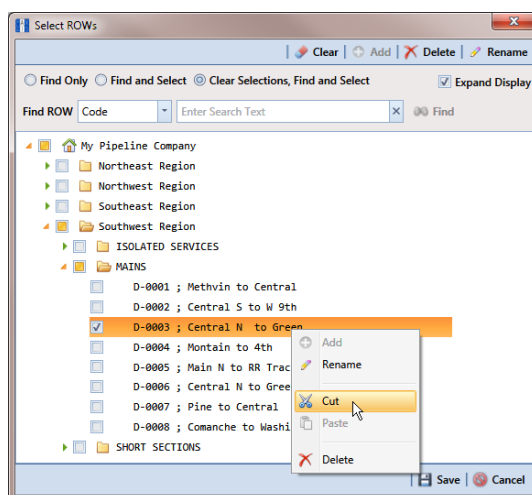 Select ROWs
Clear Add Delete Rename
Find Only Find and Select Clear Selections, Find and Select Expand Display
Find ROW Code Enter Search Text Find
My Pipeline Company
Northeast Region
Northwest Region
Southeast Region
Southwest Region
ISOLATED SERVICES
MAINS
D-0001 ; Methvin to Central
D-0002 ; Central S to W 9th
D-0003 ; Central N to Green
D-0004 ; Montain to 4th
D-0005 ; Main N to RR Trac
D-0006 ; Central N to Gree
D-0007 ; Pine to Central
D-0008 ; Comanche to Washi
SHORT SECTIONS
Add
Rename
Cut
Paste
Delete
Save Cancel